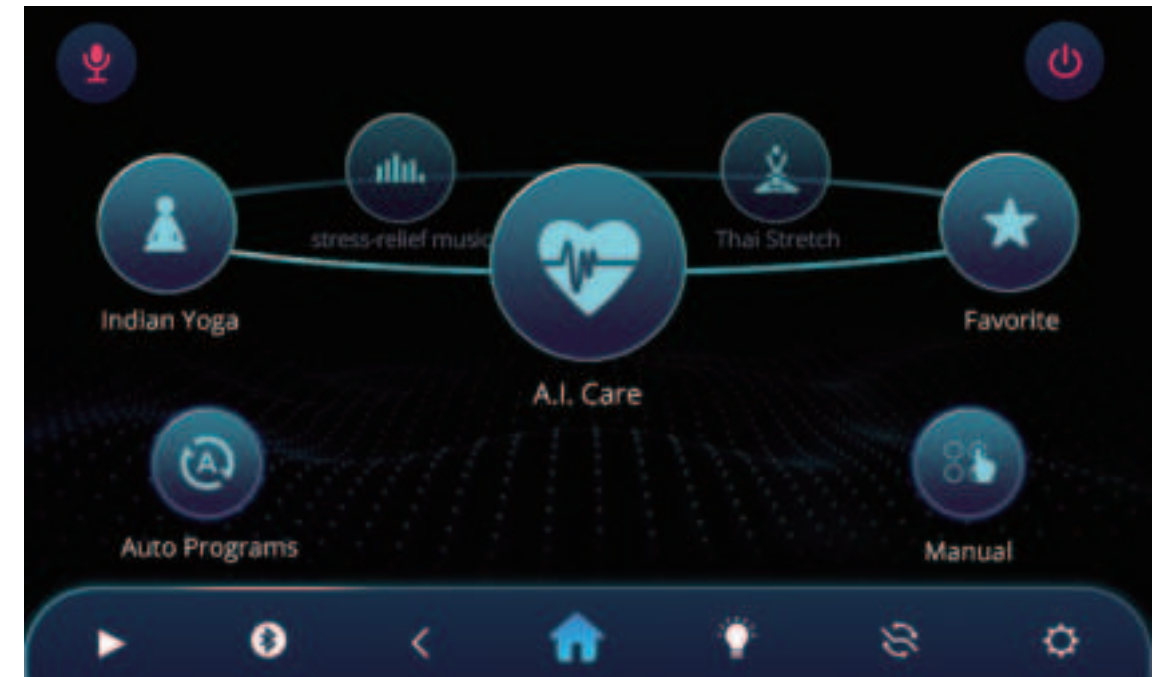 stress-relief music
Thai Stretch
Indian Yoga
Favorite
A.I. Care
A
Auto Programs
Manual